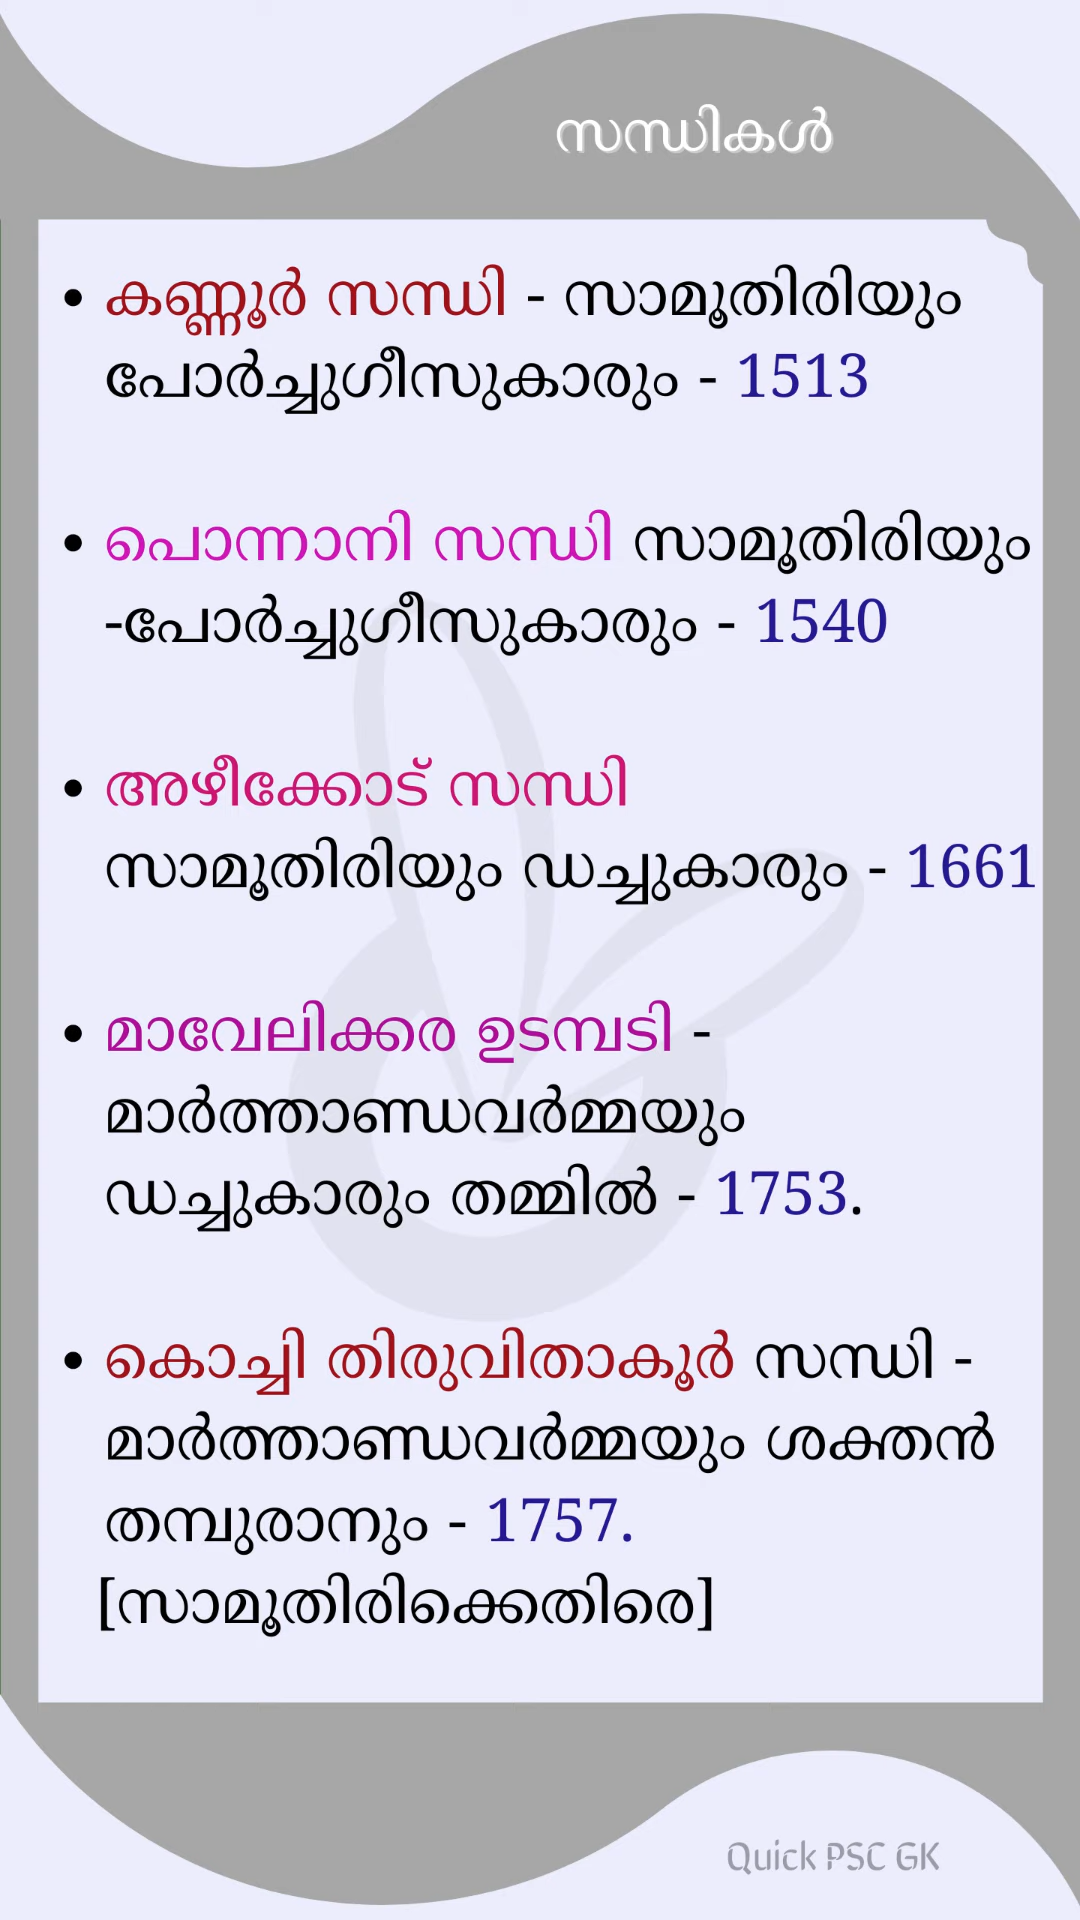 സന്ധികൾ
• കണ്ണൂർ സന്ധി - സാമൂതിരിയും
പോർച്ചുഗീസുകാരും - 1513
• പൊന്നാനി സന്ധി സാമൂതിരിയും
-പോർച്ചുഗീസുകാരും - 1540
• അഴീക്കോട് സന്ധി
സാമൂതിരിയും ഡച്ചുകാരും - 1661
• മാവേലിക്കര ഉടമ്പടി -
മാർത്താണ്ഡവർമ്മയും
ഡച്ചുകാരും തമ്മിൽ - 1753.
• കൊച്ചി തിരുവിതാകൂർ സന്ധി -
മാർത്താണ്ഡവർമ്മയും ശക്തൻ
തമ്പുരാനും - 1757.
[സാമൂതിരിക്കെതിരെ]
Quick PSC GK